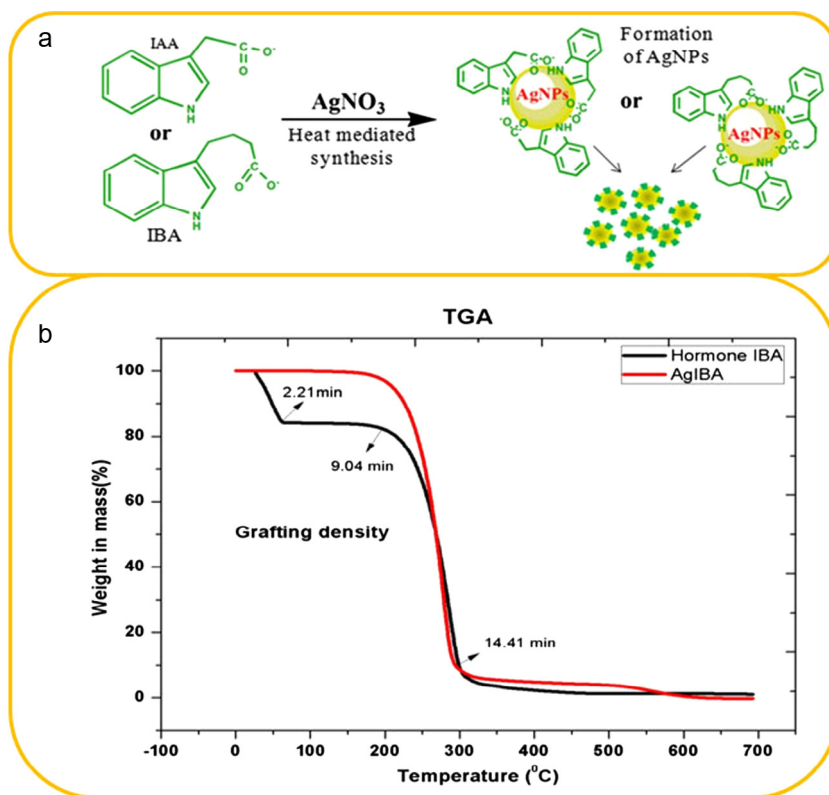 a
IAA
O
C
O-
N
H
or
O
C
O-
N
H
IBA
AgNO3
Heat mediated
synthesis
AgNPs
or
Formation
of AgNPs
AgNPs
b
TGA
Hormone IBA
AgIBA
100
80
60
40
20
0
2.21min
9.04 min
Grafting density
14.41 min
Weight in mass(%)
-100 0 100 200 300 400 500 600 700
Temperature (°C)